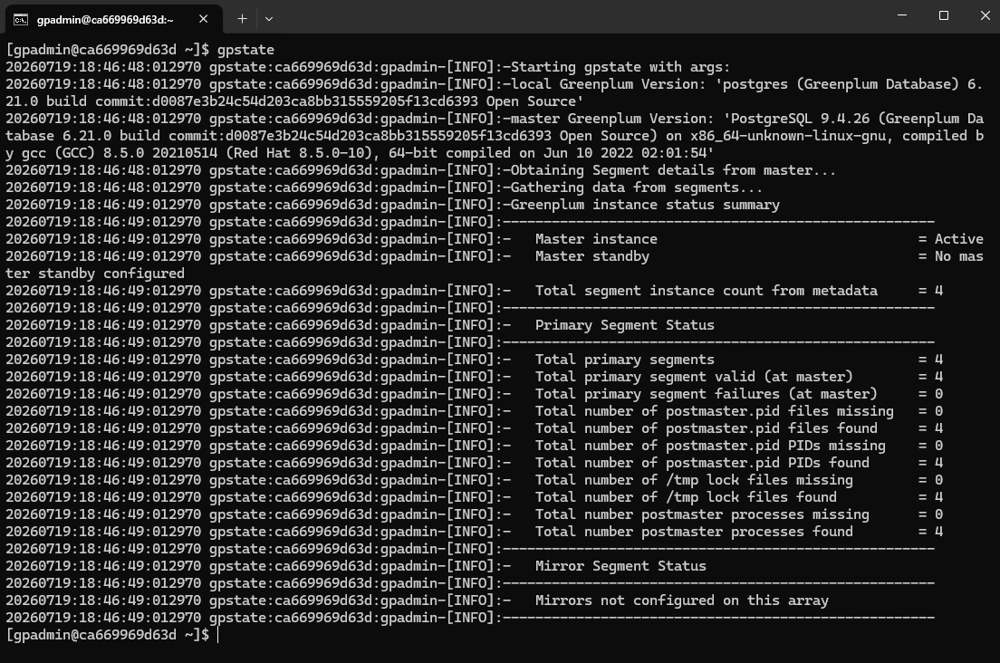 gpadmin@ca669969d63d:~
[gpadmin@ca669969d63d ~]$ gpstate
20260719:18:46:48:012970 gpstate:ca669969d63d:gpadmin-[INFO]:-Starting gpstate with args:
20260719:18:46:48:012970 gpstate:ca669969d63d:gpadmin-[INFO]:-local Greenplum Version: 'postgres (Greenplum Database) 6.
21.0 build commit:d0087e3b24c54d203ca8bb315559205f13cd6393 Open Source'
20260719:18:46:48:012970 gpstate:ca669969d63d:gpadmin-[INFO]:-master Greenplum Version: 'PostgreSQL 9.4.26 (Greenplum Da
tabase 6.21.0 build commit:d0087e3b24c54d203ca8bb315559205f13cd6393 Open Source) on x86_64-unknown-linux-gnu, compiled b
y gcc (GCC) 8.5.0 20210514 (Red Hat 8.5.0-10), 64-bit compiled on Jun 10 2022 02:01:54'
20260719:18:46:48:012970 gpstate:ca669969d63d:gpadmin-[INFO]:-Obtaining Segment details from master...
20260719:18:46:48:012970 gpstate:ca669969d63d:gpadmin-[INFO]:-Gathering data from segments...
20260719:18:46:49:012970 gpstate:ca669969d63d:gpadmin-[INFO]:-Greenplum instance status summary
20260719:18:46:49:012970 gpstate:ca669969d63d:gpadmin-[INFO]:-----------------------------------------------------
20260719:18:46:49:012970 gpstate:ca669969d63d:gpadmin-[INFO]:-   Master instance                                = Active
20260719:18:46:49:012970 gpstate:ca669969d63d:gpadmin-[INFO]:-   Master standby                                 = No mas
ter standby configured
20260719:18:46:49:012970 gpstate:ca669969d63d:gpadmin-[INFO]:-   Total segment instance count from metadata     = 4
20260719:18:46:49:012970 gpstate:ca669969d63d:gpadmin-[INFO]:-----------------------------------------------------
20260719:18:46:49:012970 gpstate:ca669969d63d:gpadmin-[INFO]:-   Primary Segment Status
20260719:18:46:49:012970 gpstate:ca669969d63d:gpadmin-[INFO]:-----------------------------------------------------
20260719:18:46:49:012970 gpstate:ca669969d63d:gpadmin-[INFO]:-   Total primary segments                         = 4
20260719:18:46:49:012970 gpstate:ca669969d63d:gpadmin-[INFO]:-   Total primary segment valid (at master)        = 4
20260719:18:46:49:012970 gpstate:ca669969d63d:gpadmin-[INFO]:-   Total primary segment failures (at master)     = 0
20260719:18:46:49:012970 gpstate:ca669969d63d:gpadmin-[INFO]:-   Total number of postmaster.pid files missing   = 0
20260719:18:46:49:012970 gpstate:ca669969d63d:gpadmin-[INFO]:-   Total number of postmaster.pid files found     = 4
20260719:18:46:49:012970 gpstate:ca669969d63d:gpadmin-[INFO]:-   Total number of postmaster.pid PIDs missing    = 0
20260719:18:46:49:012970 gpstate:ca669969d63d:gpadmin-[INFO]:-   Total number of postmaster.pid PIDs found      = 4
20260719:18:46:49:012970 gpstate:ca669969d63d:gpadmin-[INFO]:-   Total number of /tmp lock files missing        = 0
20260719:18:46:49:012970 gpstate:ca669969d63d:gpadmin-[INFO]:-   Total number of /tmp lock files found          = 4
20260719:18:46:49:012970 gpstate:ca669969d63d:gpadmin-[INFO]:-   Total number postmaster processes missing      = 0
20260719:18:46:49:012970 gpstate:ca669969d63d:gpadmin-[INFO]:-   Total number postmaster processes found        = 4
20260719:18:46:49:012970 gpstate:ca669969d63d:gpadmin-[INFO]:-----------------------------------------------------
20260719:18:46:49:012970 gpstate:ca669969d63d:gpadmin-[INFO]:-   Mirror Segment Status
20260719:18:46:49:012970 gpstate:ca669969d63d:gpadmin-[INFO]:-----------------------------------------------------
20260719:18:46:49:012970 gpstate:ca669969d63d:gpadmin-[INFO]:-   Mirrors not configured on this array
20260719:18:46:49:012970 gpstate:ca669969d63d:gpadmin-[INFO]:-----------------------------------------------------
[gpadmin@ca669969d63d ~]$